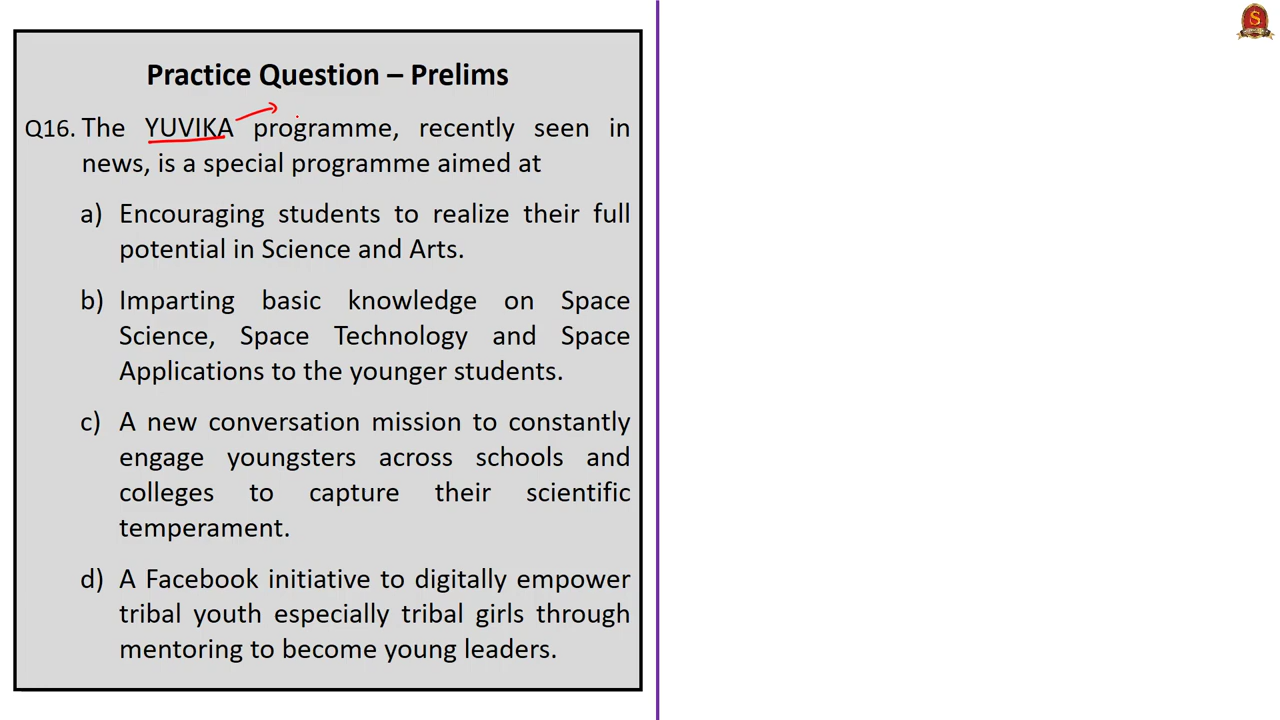 Practice Question – Prelims
Q16. The YUVIKA programme, recently seen in
news, is a special programme aimed at
a) Encouraging students to realize their full
potential in Science and Arts.
b) Imparting basic knowledge on Space
Science, Space Technology and Space
Applications to the younger students.
c) A new conversation mission to constantly
engage youngsters across schools and
colleges to capture their scientific
temperament.
d) A Facebook initiative to digitally empower
tribal youth especially tribal girls through
mentoring to become young leaders.